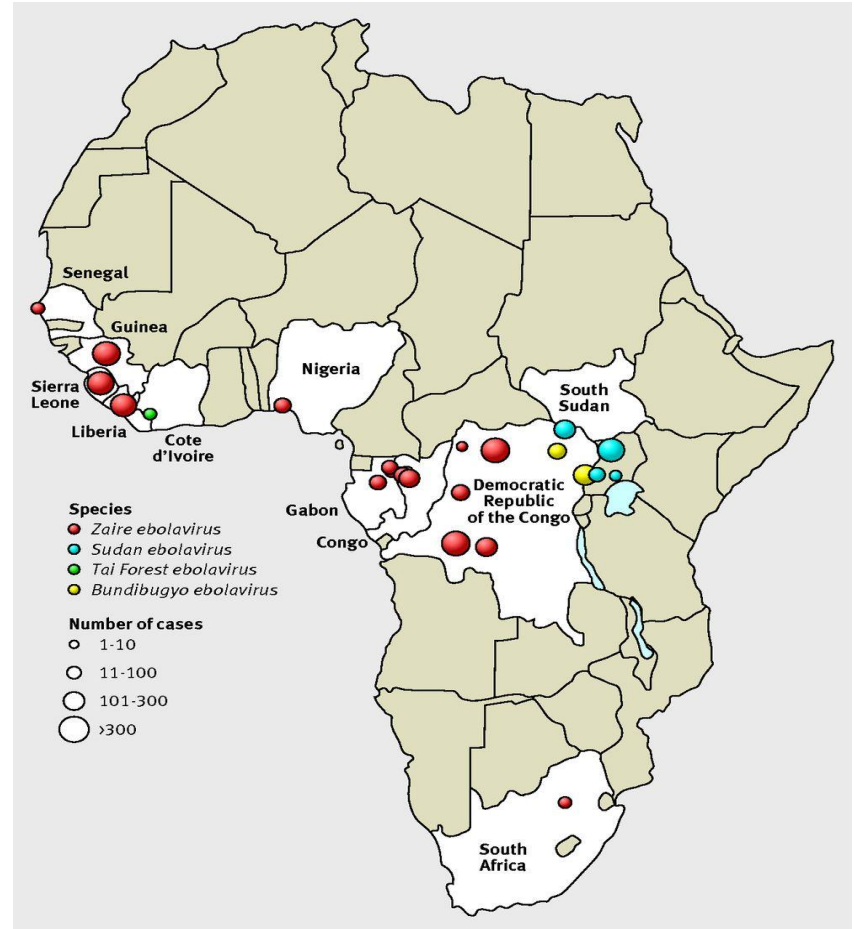 Senegal
Guinea
Sierra
Leone
Liberia
Cote
d'Ivoire
Nigeria
South
Sudan
Gabon
Congo
Democratic
Republic
of the Congo
Species
Zaire ebolavirus
Sudan ebolavirus
Tai Forest ebolavirus
Bundibugyo ebolavirus
Number of cases
1-10
11-100
101-300
>300
South
Africa